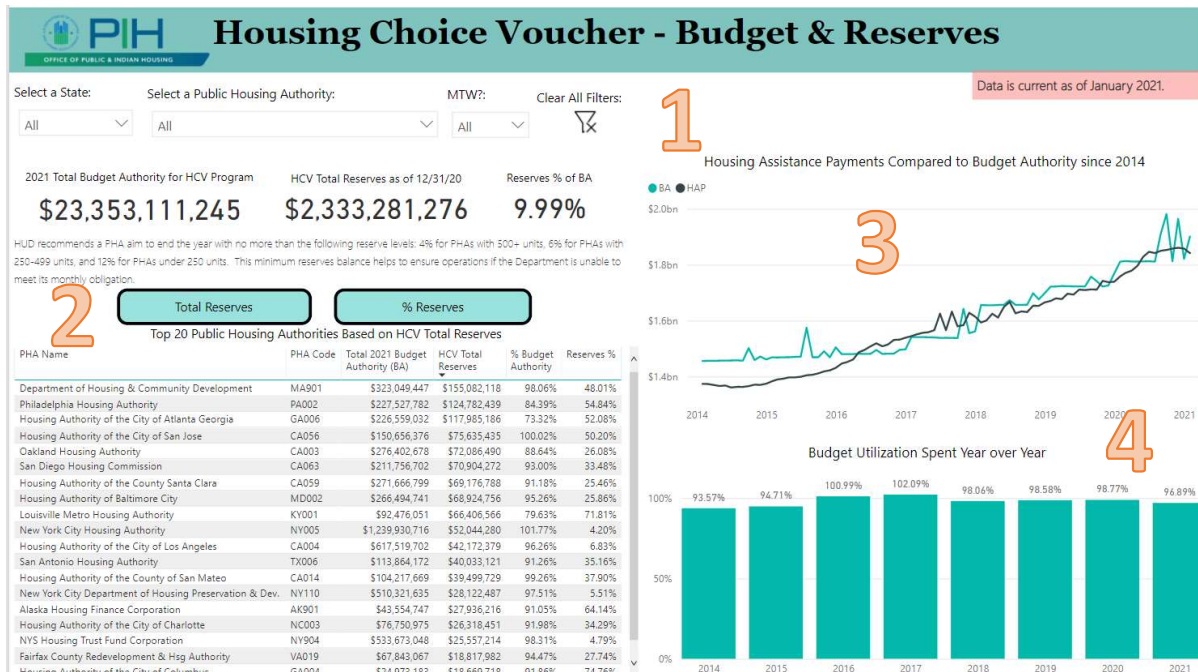 PIH
OFFICE OF PUBLIC & INDIAN HOUSING
Housing Choice Voucher - Budget & Reserves
Data is current as of January 2021.
Select a State:
All
Select a Public Housing Authority:
All
MTW?:
All
Clear All Filters:
2021 Total Budget Authority for HCV Program
$23,353,111,245
HCV Total Reserves as of 12/31/20
$2,333,281,276
Reserves % of BA
9.99%
HUD recommends a PHA aim to end the year with no more than the following reserve levels: 4% for PHAs with 500+ units, 6% for PHAs with
250-499 units, and 12% for PHAs under 250 units. This minimum reserves balance helps to ensure operations if the Department is unable to
meet its monthly obligation.
2
Total Reserves
% Reserves
Top 20 Public Housing Authorities Based on HCV Total Reserves
PHA Name PHA Code Total 2021 Budget Authority (BA) HCV Total Reserves % Budget Authority Reserves %
Department of Housing & Community Development MA901 $323,049,447 $155,082,118 98.06% 48.01%
Philadelphia Housing Authority PA002 $227,527,782 $124,782,439 84.39% 54.84%
Housing Authority of the City of Atlanta Georgia GA006 $226,559,032 $117,985,186 73.32% 52.08%
Housing Authority of the City of San Jose CA056 $150,656,376 $75,635,435 100.02% 50.20%
Oakland Housing Authority CA003 $276,402,678 $72,086,490 88.64% 26.08%
San Diego Housing Commission CA063 $211,756,702 $70,904,272 93.00% 33.48%
Housing Authority of the County Santa Clara CA059 $271,666,799 $69,176,788 91.18% 25.46%
Housing Authority of Baltimore City MD002 $266,494,741 $68,924,756 95.26% 25.86%
Louisville Metro Housing Authority KY001 $92,476,051 $66,406,566 79.63% 71.81%
New York City Housing Authority NY005 $1,239,930,716 $52,044,280 101.77% 4.20%
Housing Authority of the City of Los Angeles CA004 $617,519,702 $42,172,379 96.26% 6.83%
San Antonio Housing Authority TX006 $113,864,172 $40,033,121 91.26% 35.16%
Housing Authority of the County of San Mateo CA014 $104,217,669 $39,499,729 99.26% 37.90%
New York City Department of Housing Preservation & Dev. NY110 $510,321,635 $28,122,487 97.51% 5.51%
Alaska Housing Finance Corporation AK901 $43,554,747 $27,936,216 91.05% 64.14%
Housing Authority of the City of Charlotte NC003 $76,750,975 $26,318,451 91.98% 34.29%
NYS Housing Trust Fund Corporation NY904 $533,673,048 $25,557,214 98.31% 4.79%
Fairfax County Redevelopment & Hsg Authority VA019 $67,843,067 $18,817,982 94.47% 27.74%
Housing Authority of the City of Columbus GA004 $24,973,183 $18,669,718 91.86% 74.76%
1
Housing Assistance Payments Compared to Budget Authority since 2014
BA HAP
3
$2.0bn
$1.8bn
$1.6bn
$1.4bn
2014 2015 2016 2017 2018 2019 2020 2021
4
Budget Utilization Spent Year over Year
100%
50%
0%
93.57% 94.71% 100.99% 102.09% 98.06% 98.58% 98.77% 96.89%
2014 2015 2016 2017 2018 2019 2020 2021